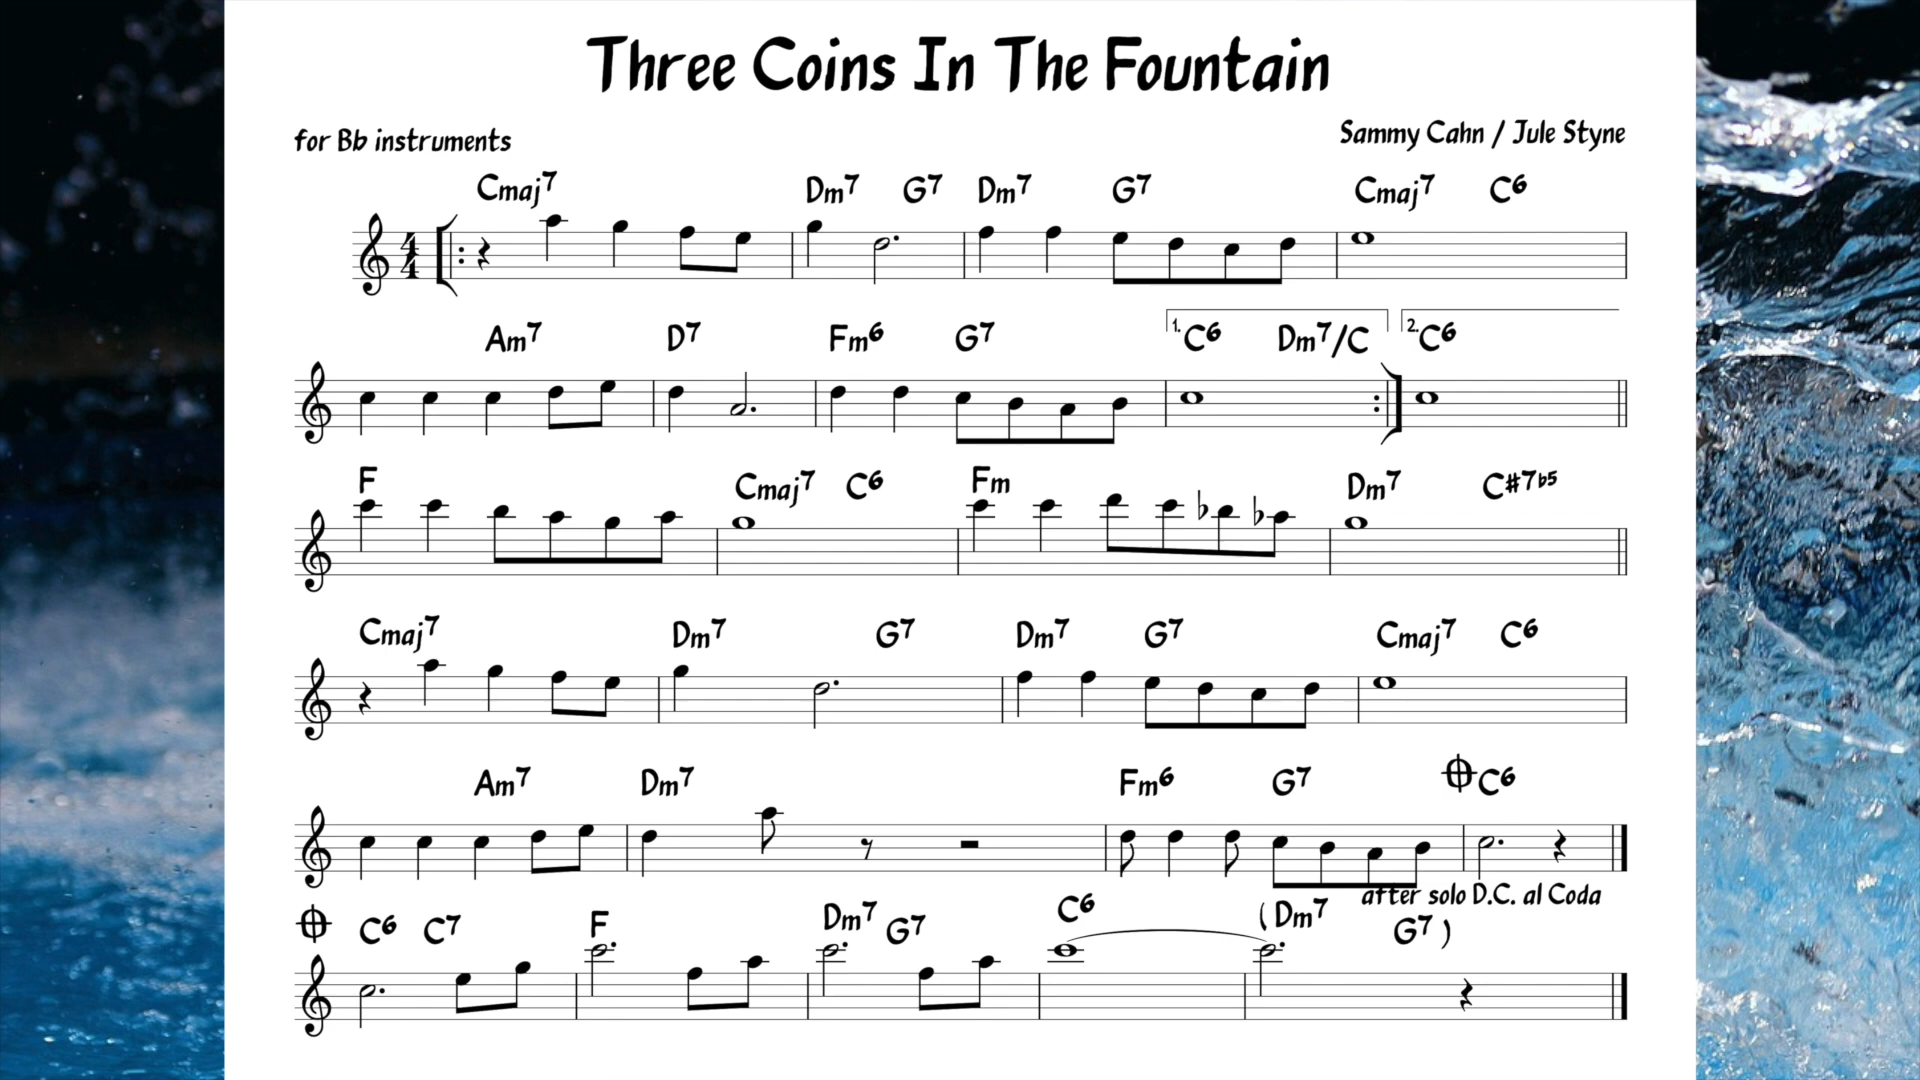 Three Coins In The Fountain
for Bb instruments
Sammy Cahn / Jule Styne
Cmaj7 Dm7 G7 Dm7 G7 Cmaj7 C6
4/4
Am7 D7 Fm6 G7 1. C6 Dm7/C 2. C6
F Cmaj7 C6 Fm Dm7 C#7b5
Cmaj7 Dm7 G7 Dm7 G7 Cmaj7 C6
Am7 Dm7 Fm6 G7 C6
after solo D.C. al Coda
C6 C7 F Dm7 G7 C6 (Dm7 G7)